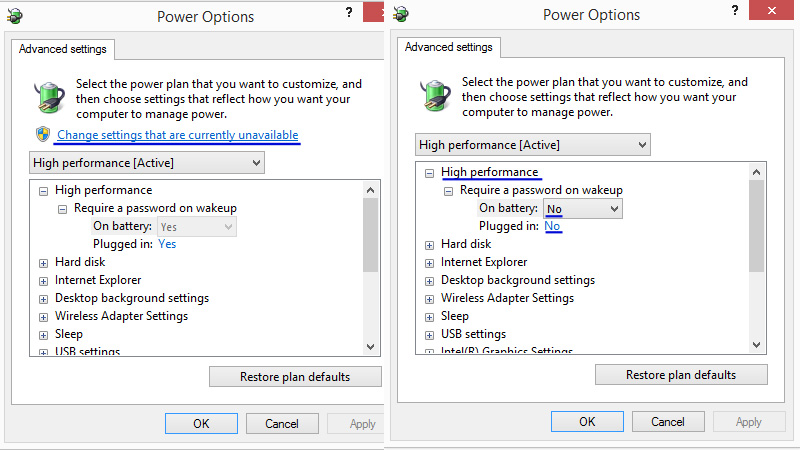 Power Options
?
Advanced settings
Select the power plan that you want to customize, and
then choose settings that reflect how you want your
computer to manage power.
Change settings that are currently unavailable
High performance [Active]
High performance
Require a password on wakeup
On battery: Yes
Plugged in: Yes
Hard disk
Internet Explorer
Desktop background settings
Wireless Adapter Settings
Sleep
USB settings
Restore plan defaults
OK Cancel Apply
Power Options
?
Advanced settings
Select the power plan that you want to customize, and
then choose settings that reflect how you want your
computer to manage power.
High performance [Active]
High performance
Require a password on wakeup
On battery: No
Plugged in: No
Hard disk
Internet Explorer
Desktop background settings
Wireless Adapter Settings
Sleep
USB settings
Intel(R) Graphics Settings
Restore plan defaults
OK Cancel Apply